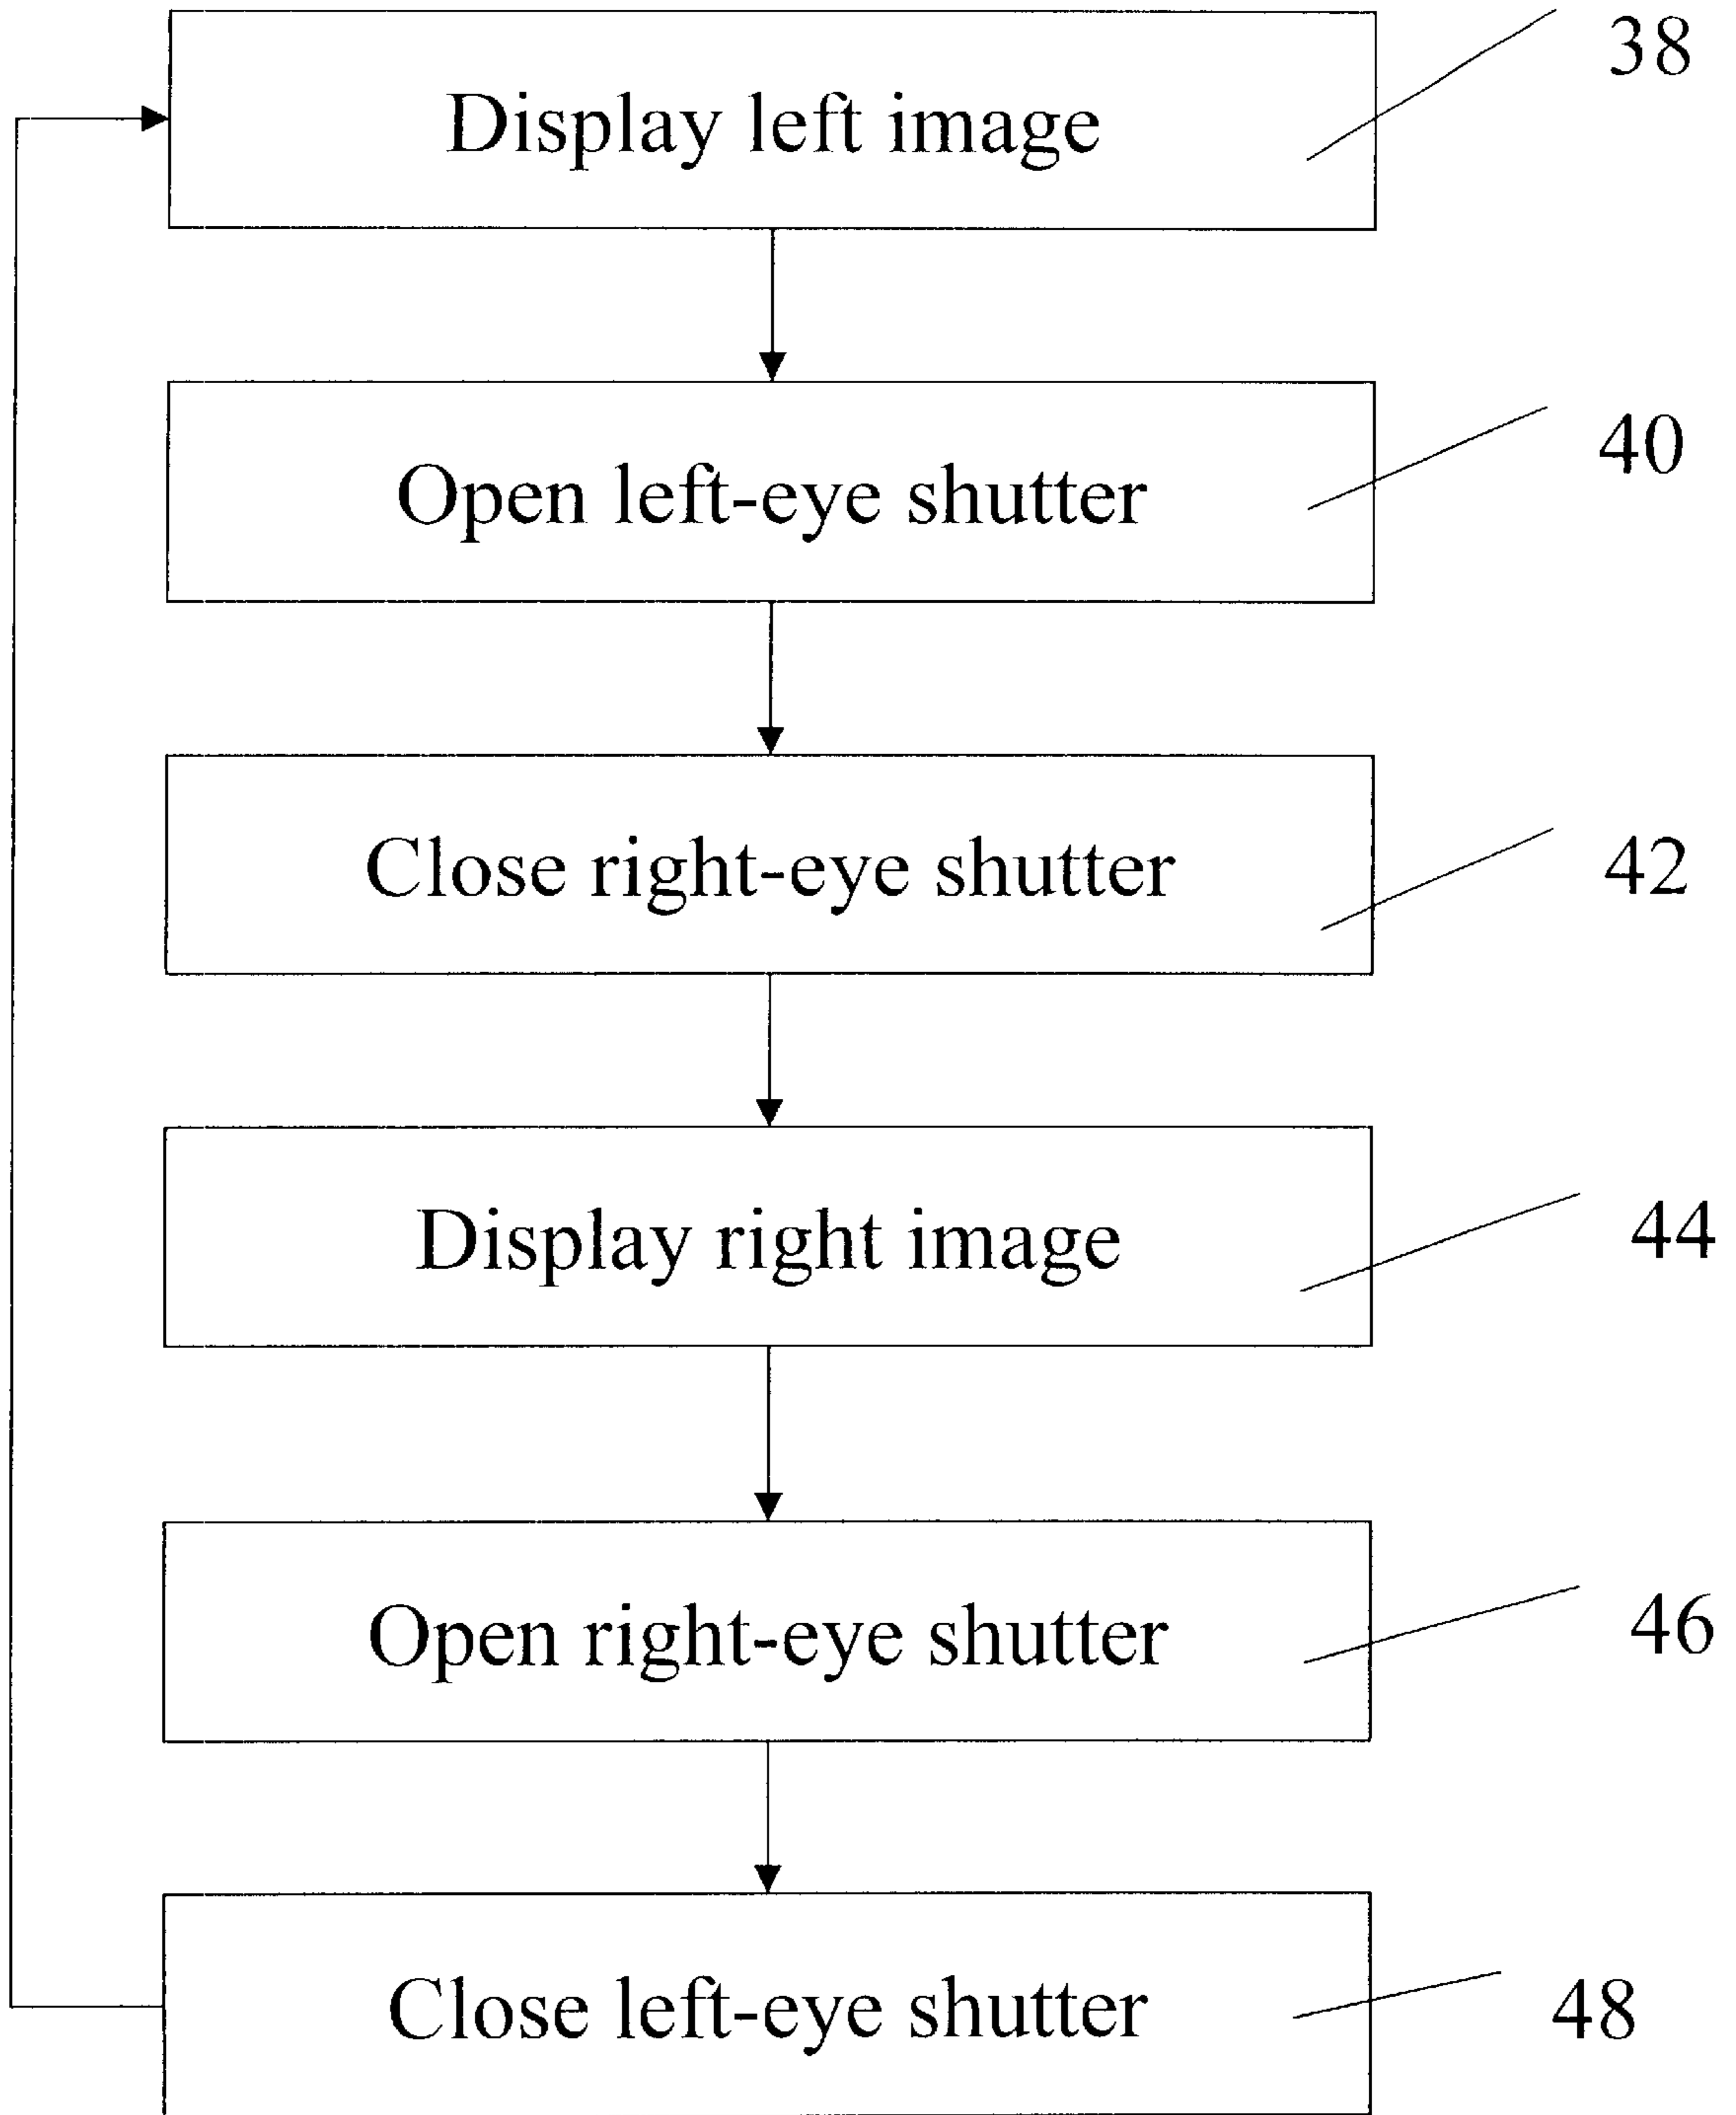 Display left image
38
Open left-eye shutter
40
Close right-eye shutter
42
Display right image
44
Open right-eye shutter
46
Close left-eye shutter
48